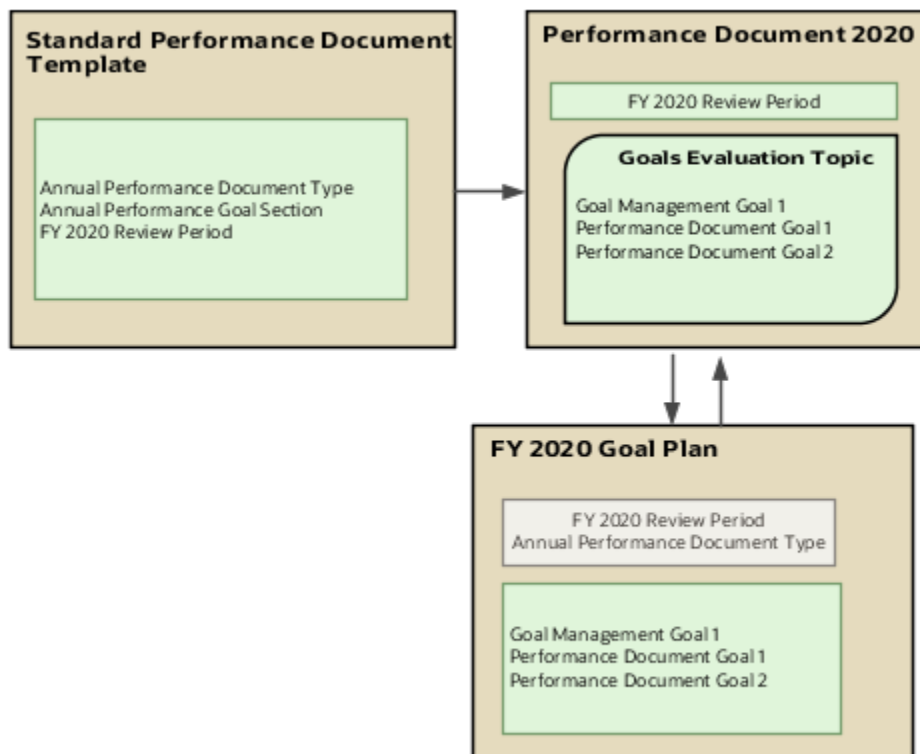 Standard Performance Document
Template
Annual Performance Document Type
Annual Performance Goal Section
FY 2020 Review Period
Performance Document 2020
FY 2020 Review Period
Goals Evaluation Topic
Goal Management Goal 1
Performance Document Goal 1
Performance Document Goal 2
FY 2020 Goal Plan
FY 2020 Review Period
Annual Performance Document Type
Goal Management Goal 1
Performance Document Goal 1
Performance Document Goal 2